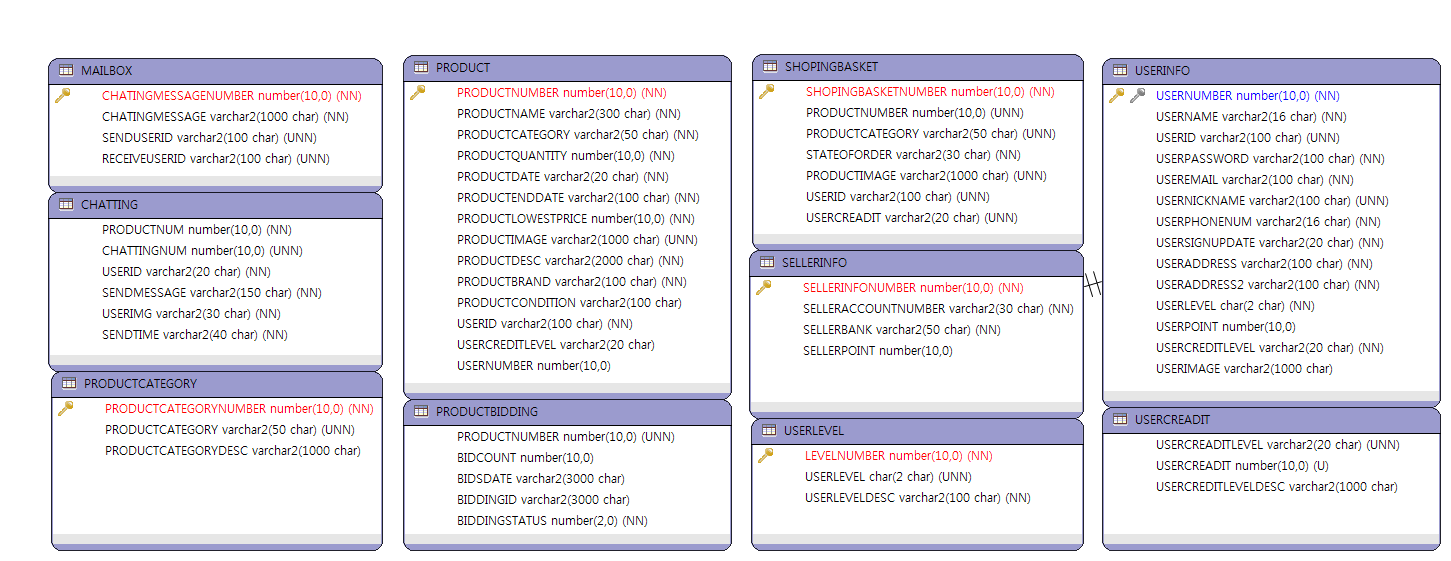 MAILBOX
CHATINGMESSAGENUMBER number(10,0) (NN)
CHATINGMESSAGE varchar2(1000 char) (NN)
SENDUSERID varchar2(100 char) (UNN)
RECEIVEUSERID varchar2(100 char) (UNN)
CHATTING
PRODUCTNUM number(10,0) (NN)
CHATTINGNUM number(10,0) (UNN)
USERID varchar2(20 char) (NN)
SENDMESSAGE varchar2(150 char) (NN)
USERIMG varchar2(30 char) (NN)
SENDTIME varchar2(40 char) (NN)
PRODUCTCATEGORY
PRODUCTCATEGORYNUMBER number(10,0) (NN)
PRODUCTCATEGORY varchar2(50 char) (UNN)
PRODUCTCATEGORYDESC varchar2(1000 char)
PRODUCT
PRODUCTNUMBER number(10,0) (NN)
PRODUCTNAME varchar2(300 char) (NN)
PRODUCTCATEGORY varchar2(50 char) (NN)
PRODUCTQUANTITY number(10,0) (NN)
PRODUCTDATE varchar2(20 char) (NN)
PRODUCTENDDATE varchar2(100 char) (NN)
PRODUCTLOWESTPRICE number(10,0) (NN)
PRODUCTIMAGE varchar2(1000 char) (UNN)
PRODUCTDESC varchar2(2000 char) (NN)
PRODUCTBRAND varchar2(100 char) (NN)
PRODUCTCONDITION varchar2(100 char)
USERID varchar2(100 char) (NN)
USERCREDITLEVEL varchar2(20 char)
USERNUMBER number(10,0)
PRODUCTBIDDING
PRODUCTNUMBER number(10,0) (UNN)
BIDCOUNT number(10,0)
BIDSDATE varchar2(3000 char)
BIDDINGID varchar2(3000 char)
BIDDINGSTATUS number(2,0) (NN)
SHOPINGBASKET
SHOPINGBASKETNUMBER number(10,0) (NN)
PRODUCTNUMBER number(10,0) (UNN)
PRODUCTCATEGORY varchar2(50 char) (UNN)
STATEOFORDER varchar2(30 char) (NN)
PRODUCTIMAGE varchar2(1000 char) (UNN)
USERID varchar2(100 char) (UNN)
USERCREADIT varchar2(20 char) (UNN)
SELLERINFO
SELLERINFONUMBER number(10,0) (NN)
SELLERACCOUNTNUMBER varchar2(30 char) (NN)
SELLERBANK varchar2(50 char) (NN)
SELLERPOINT number(10,0)
USERLEVEL
LEVELNUMBER number(10,0) (NN)
USERLEVEL char(2 char) (UNN)
USERLEVELDESC varchar2(100 char) (NN)
USERINFO
USERNUMBER number(10,0) (NN)
USERNAME varchar2(16 char) (NN)
USERID varchar2(100 char) (UNN)
USERPASSWORD varchar2(100 char) (NN)
USEREMAIL varchar2(100 char) (NN)
USERNICKNAME varchar2(100 char) (UNN)
USERPHONENUM varchar2(16 char) (NN)
USERSIGNUPDATE varchar2(20 char) (NN)
USERADDRESS varchar2(100 char) (NN)
USERADDRESS2 varchar2(100 char) (NN)
USERLEVEL char(2 char) (NN)
USERPOINT number(10,0)
USERCREDITLEVEL varchar2(20 char) (NN)
USERIMAGE varchar2(1000 char)
USERCREADIT
USERCREADITLEVEL varchar2(20 char) (UNN)
USERCREADIT number(10,0) (U)
USERCREDITLEVELDESC varchar2(1000 char)